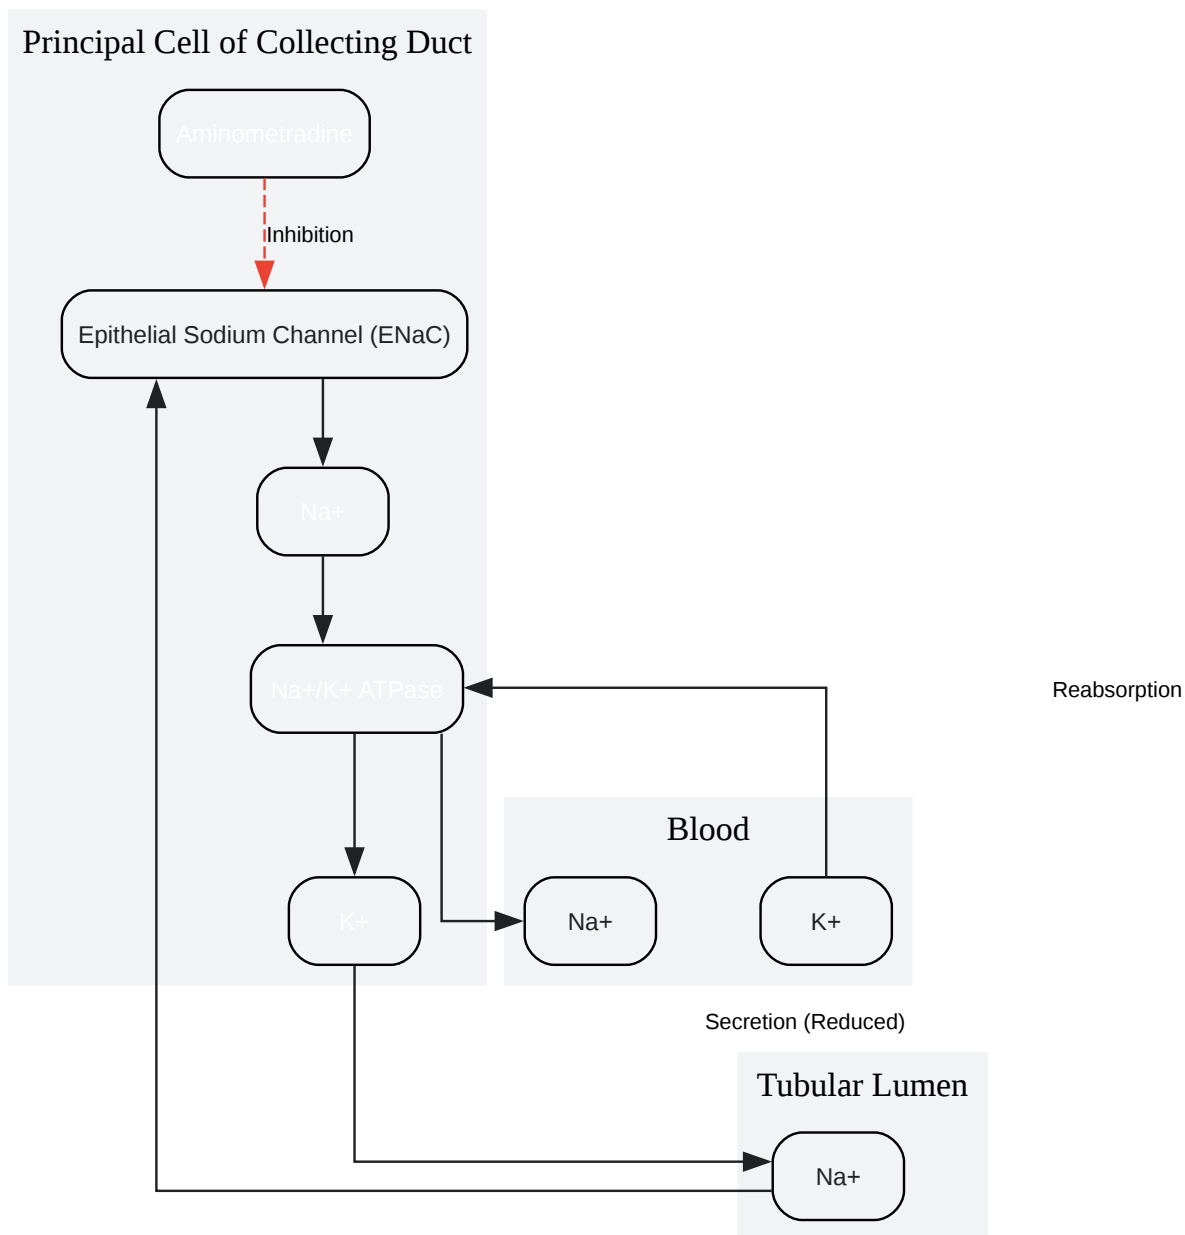 Principal Cell of Collecting Duct
Aminometradine
Inhibition
Epithelial Sodium Channel (ENaC)
Na+
Na+/K+ ATPase
Reabsorption
Blood
K+
Na+
K+
Secretion (Reduced)
Tubular Lumen
Na+